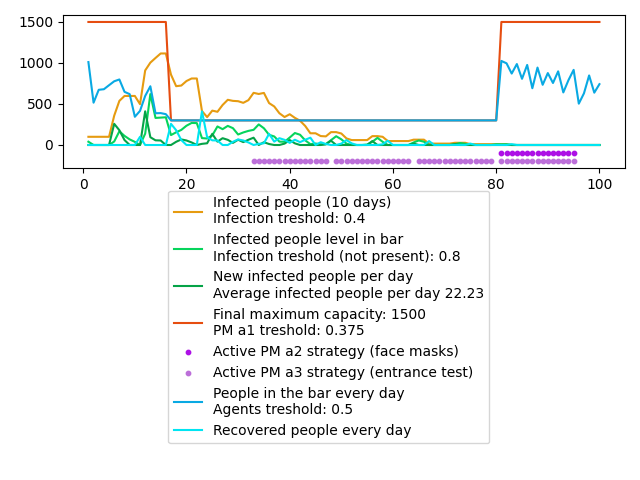 1500
1000
500
0
0 20 40 60 80 100
Infected people (10 days)
Infection treshold: 0.4
Infected people level in bar
Infection treshold (not present): 0.8
New infected people per day
Average infected people per day 22.23
Final maximum capacity: 1500
PM a1 treshold: 0.375
Active PM a2 strategy (face masks)
Active PM a3 strategy (entrance test)
People in the bar every day
Agents treshold: 0.5
Recovered people every day